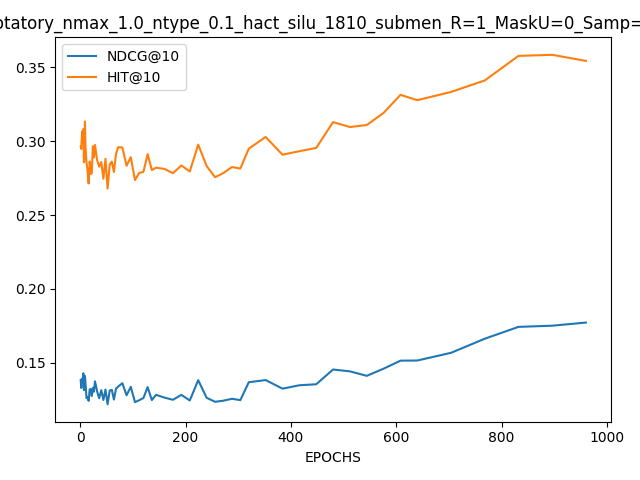 otatory_nmax_1.0_ntype_0.1_hact_silu_1810_submen_R=1_MaskU=0_Samp=
NDCG@10
HIT@10
0.35
0.30
0.25
0.20
0.15
0 200 400 600 800 1000
EPOCHS